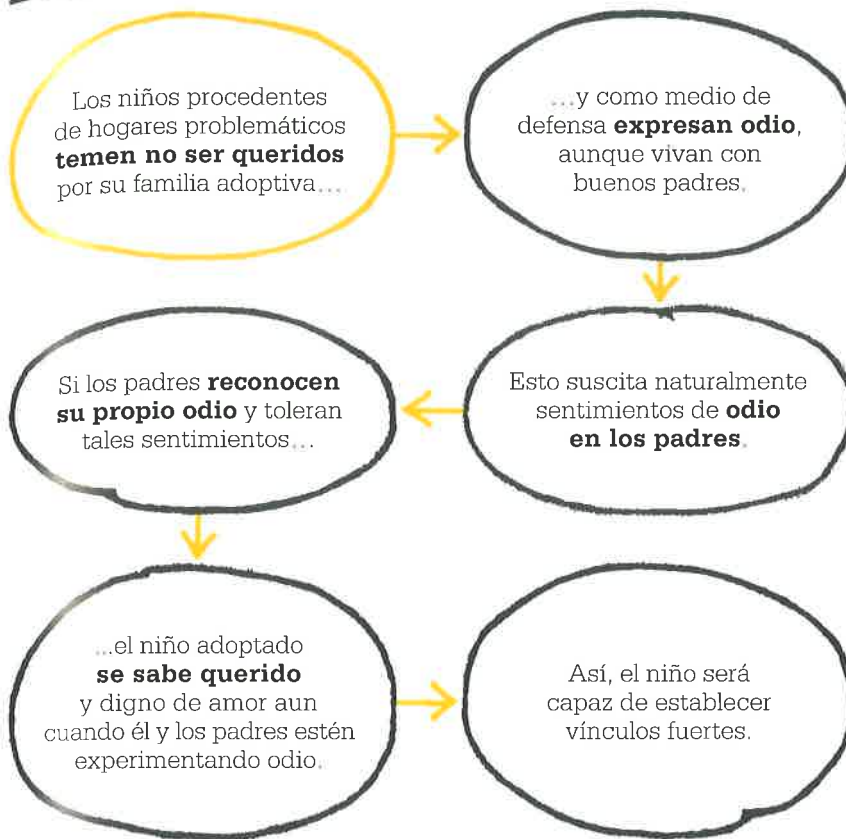 Los niños procedentes
de hogares problemáticos
temen no ser queridos
por su familia adoptiva...
...y como medio de
defensa expresan odio,
aunque vivan con
buenos padres.
Esto suscita naturalmente
sentimientos de odio
en los padres.
Si los padres reconocen
su propio odio y toleran
tales sentimientos...
...el niño adoptado
se sabe querido
y digno de amor aun
cuando él y los padres estén
experimentando odio.
Así, el niño será
capaz de establecer
vínculos fuertes.